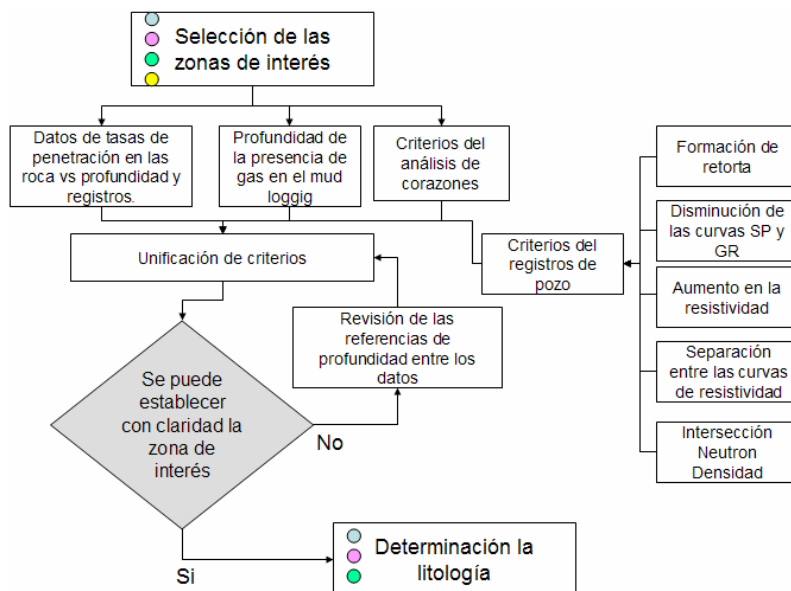 Selección de las
zonas de interés
Datos de tasas de
penetración en las
roca vs profundidad y
registros.
Profundidad de
la presencia de
gas en el mud
loggig
Criterios del
análisis de
corazones
Formación de
retorta
Disminución de
las curvas SP y
GR
Criterios del
registros de
pozo
Unificación de criterios
Aumento en la
resistividad
Revisión de las
referencias de
profundidad entre los
datos
Separación entre las curvas
de resistividad
Se puede
establecer
con claridad la
zona de
interés
No
Intersección
Neutron
Densidad
Si
Determinación la
litología